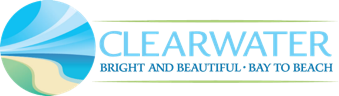 CLEARWATER
BRIGHT AND BEAUTIFUL • BAY TO BEACH